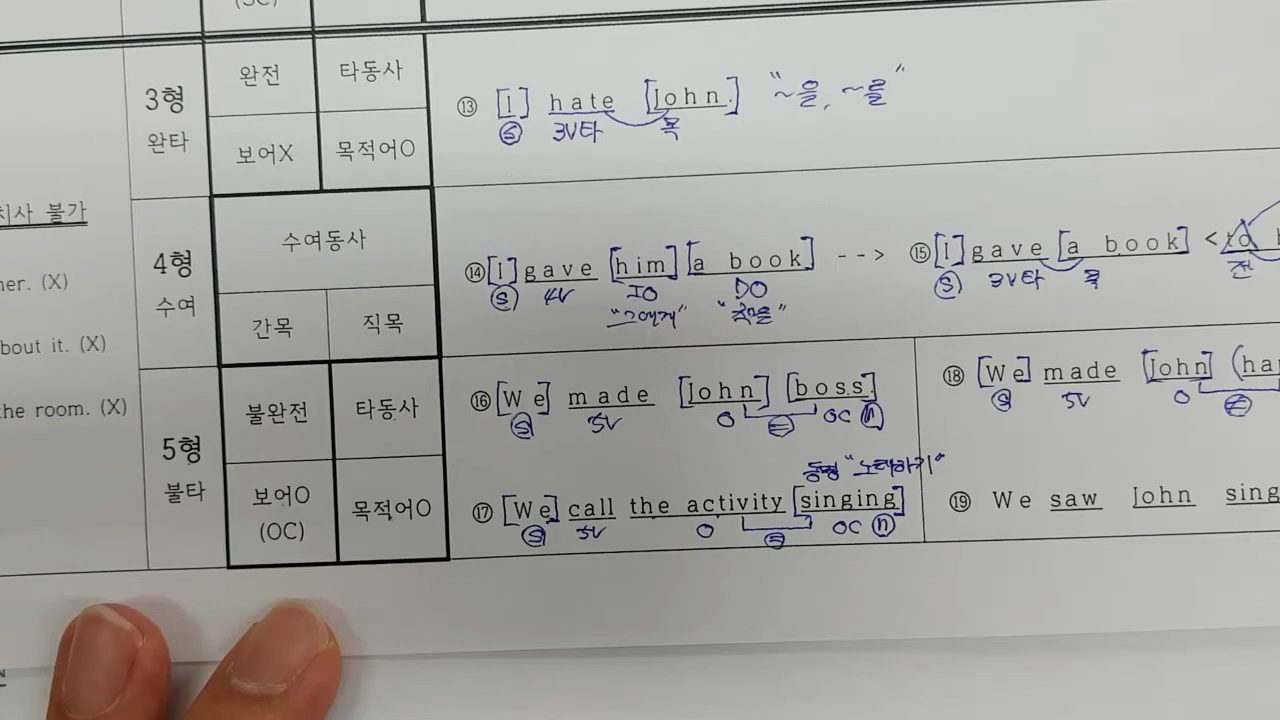 (SC)
3형
완타
완전
타동사
보어X
목적어O
⑬ [I] hate [John.] "~을, ~를"
Ⓢ 3V타 목
치사 불가
her. (X)
bout it. (X)
the room. (X)
4형
수여
수여동사
간목
직목
⑭ [I] gave [him] [a book] --> ⑮ [I] gave [a book] <to
Ⓢ 4V IO DO Ⓢ 3V타 목 전
"그에게" "책을"
5형
불타
불완전
타동사
보어O
(OC)
목적어O
⑯ [We] made [John] [boss.]
Ⓢ 5V O = OC ⓝ
⑱ [We] made [John] (ha
Ⓢ 5V O =
동명 "노래하기"
⑰ [We] call the activity [singing]
Ⓢ 5V O = OC ⓝ
⑲ We saw John sing